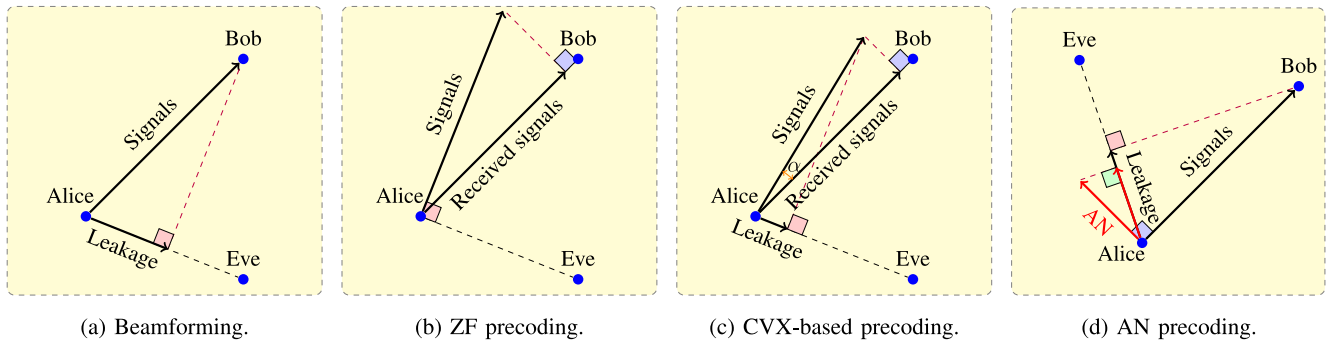 Bob
Signals
Alice
Leakage
Eve
(a) Beamforming.
Bob
Signals
Received signals
Alice
Eve
(b) ZF precoding.
Bob
Signals
α
Received signals
Alice
Leakage
Eve
(c) CVX-based precoding.
Eve
Bob
Signals
Leakage
AN
Alice
(d) AN precoding.